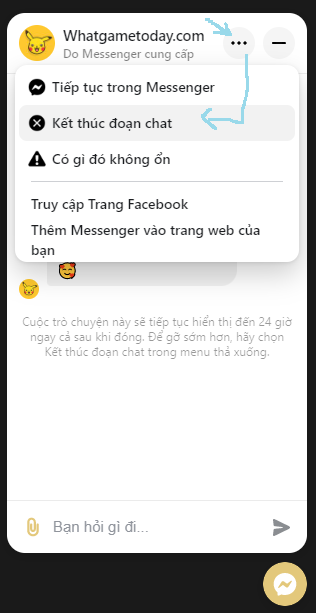 Whatgametoday.com
Do Messenger cung cấp
Tiếp tục trong Messenger
Kết thúc đoạn chat
Có gì đó không ổn
Truy cập Trang Facebook
Thêm Messenger vào trang web của
bạn
Cuộc trò chuyện này sẽ tiếp tục hiển thị đến 24 giờ
ngay cả sau khi đóng. Để gỡ sớm hơn, hãy chọn
Kết thúc đoạn chat trong menu thả xuống.
Bạn hỏi gì đi...